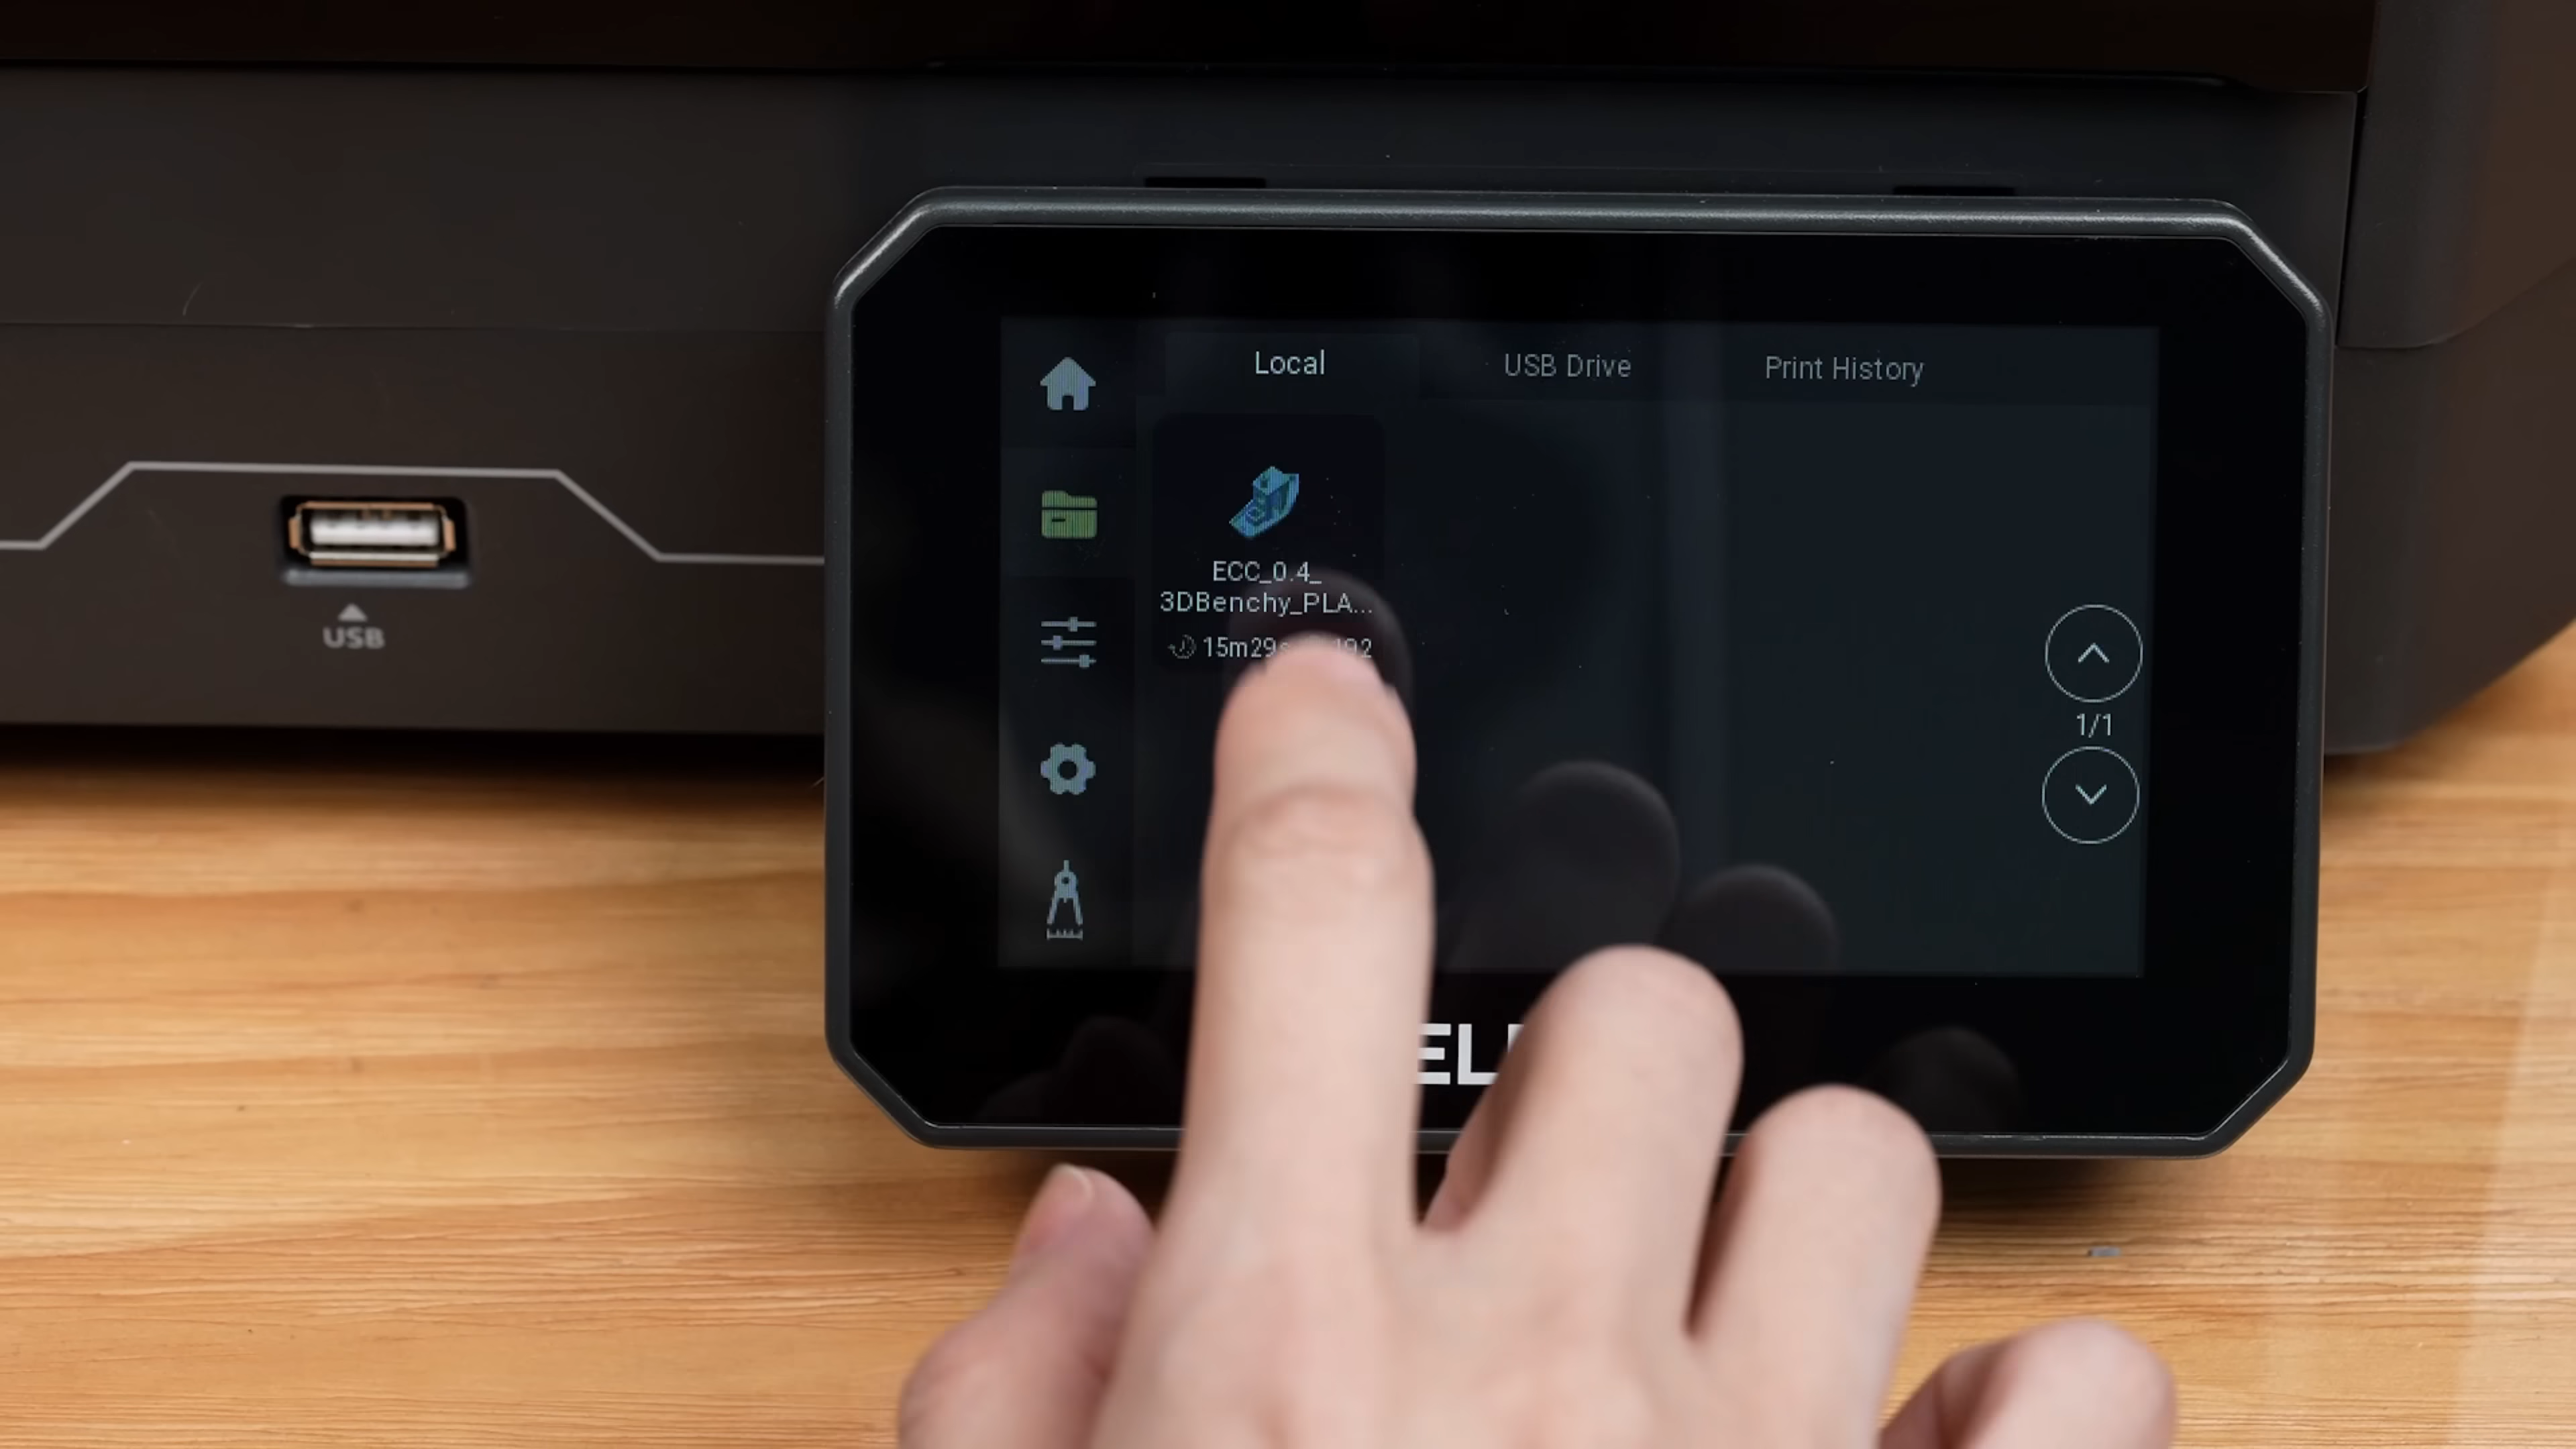 Local
USB Drive
Print History
ECC_0.4_
3DBenchy_PLA...
15m29
1/1
USB